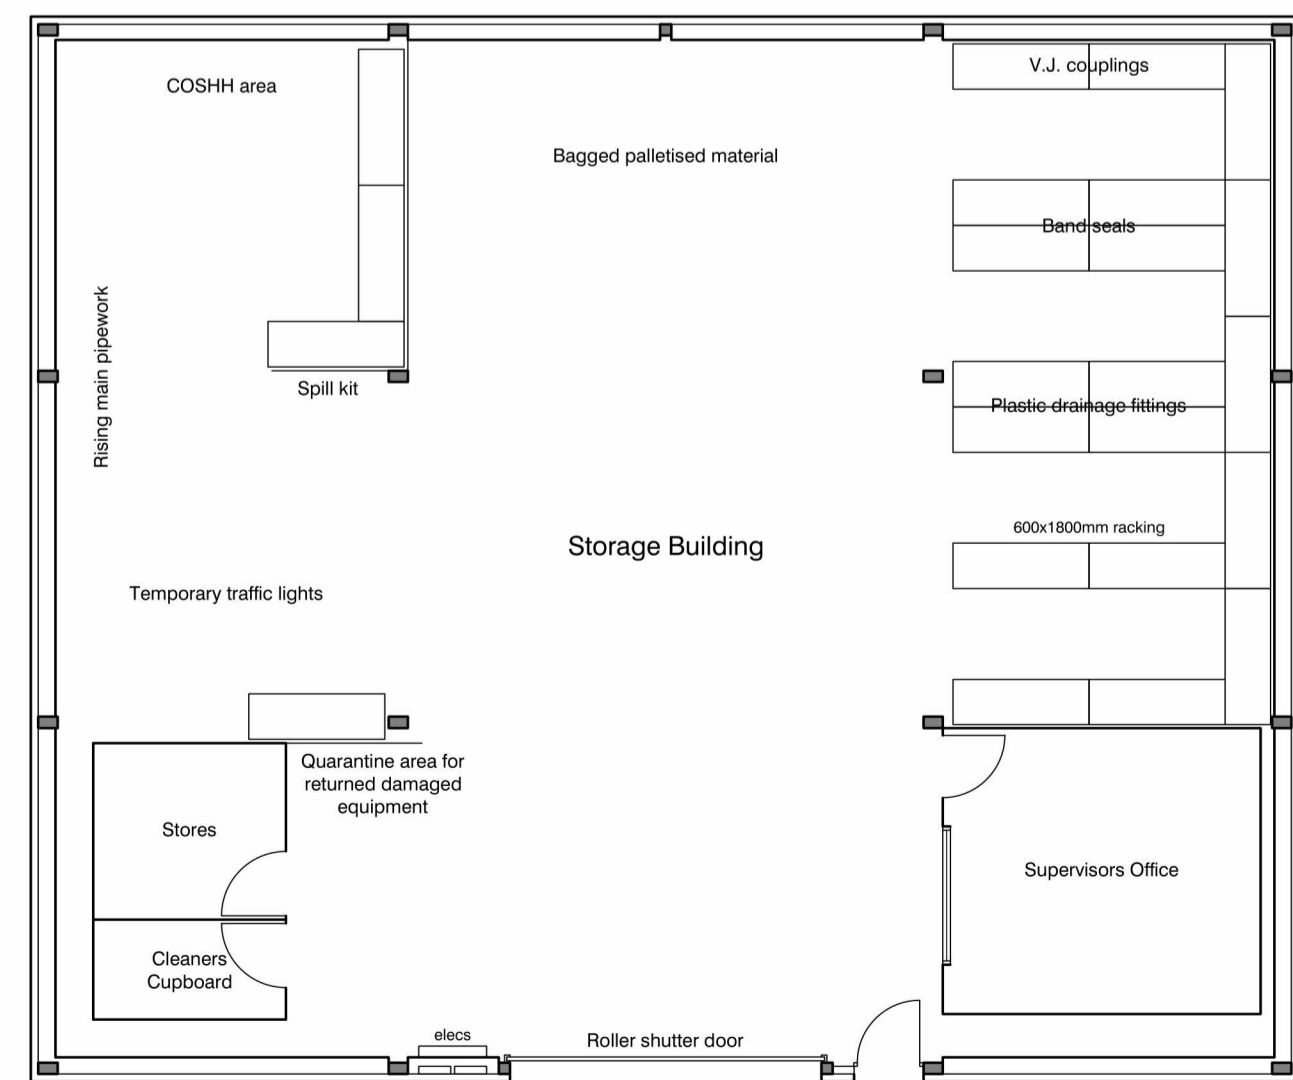 COSHH area
V.J. couplings
Bagged palletised material
Band seals
Rising main pipework
Spill kit
Plastic drainage fittings
600x1800mm racking
Storage Building
Temporary traffic lights
Quarantine area for
returned damaged
equipment
Stores
Supervisors Office
Cleaners
Cupboard
elecs
Roller shutter door